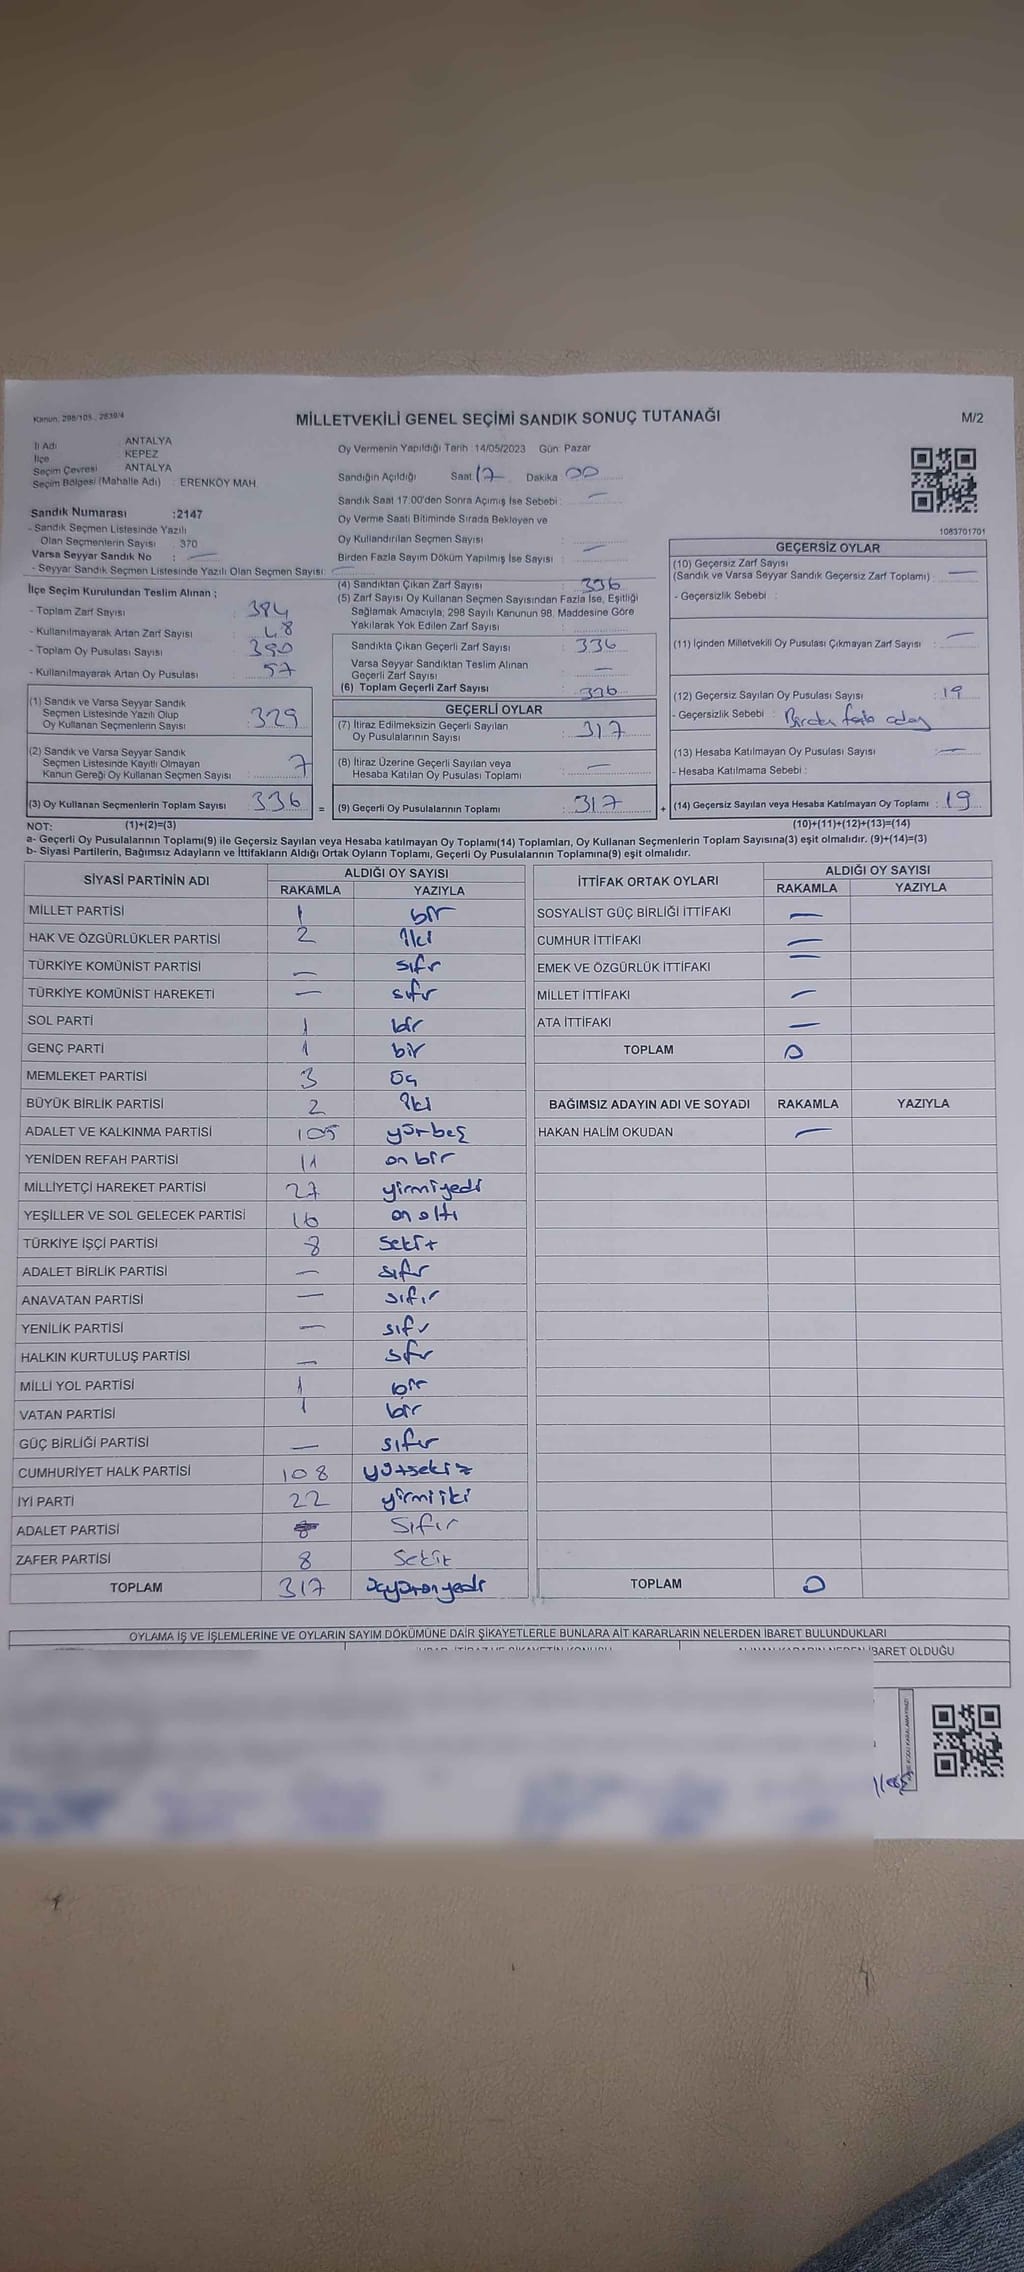 Kanun, 298/105 , 2839/4
MİLLETVEKİLİ GENEL SEÇİMİ SANDIK SONUÇ TUTANAĞI
M/2
İl Adı ANTALYA
İlçe KEPEZ
Seçim Çevresi ANTALYA
Seçim Bölgesi (Mahalle Adı) : ERENKÖY MAH.
Sandık Numarası :2147
- Sandık Seçmen Listesinde Yazılı
Olan Seçmenlerin Sayısı : 370
Varsa Seyyar Sandık No : —
- Seyyar Sandık Seçmen Listesinde Yazılı Olan Seçmen Sayısı: —
Oy Vermenin Yapıldığı Tarih :14/05/2023 Gün: Pazar
Sandığın Açıldığı Saat 17 Dakika 00
Sandık Saat 17.00'den Sonra Açımış İse Sebebi : —
Oy Verme Saati Bitiminde Sırada Bekleyen ve
Oy Kullandırılan Seçmen Sayısı :
Birden Fazla Sayım Döküm Yapılmış İse Sayısı : —
1083701701
İlçe Seçim Kurulundan Teslim Alınan ;
- Toplam Zarf Sayısı : 384
- Kullanılmayarak Artan Zarf Sayısı : 48
- Toplam Oy Pusulası Sayısı : 390
- Kullanılmayarak Artan Oy Pusulası : 57
(1) Sandık ve Varsa Seyyar Sandık
Seçmen Listesinde Yazılı Olup
Oy Kullanan Seçmenlerin Sayısı : 329
(2) Sandık ve Varsa Seyyar Sandık
Seçmen Listesinde Kayıtlı Olmayan
Kanun Gereği Oy Kullanan Seçmen Sayısı : 7
(3) Oy Kullanan Seçmenlerin Toplam Sayısı : 336 =
(4) Sandıktan Çıkan Zarf Sayısı : 336
(5) Zarf Sayısı Oy Kullanan Seçmen Sayısından Fazla İse, Eşitliği
Sağlamak Amacıyla; 298 Sayılı Kanunun 98. Maddesine Göre
Yakılarak Yok Edilen Zarf Sayısı :
Sandıkta Çıkan Geçerli Zarf Sayısı : 336
Varsa Seyyar Sandıktan Teslim Alınan
Geçerli Zarf Sayısı : —
(6) Toplam Geçerli Zarf Sayısı : 336
GEÇERLİ OYLAR
(7) İtiraz Edilmeksizin Geçerli Sayılan
Oy Pusulalarının Sayısı : 317
(8) İtiraz Üzerine Geçerli Sayılan veya
Hesaba Katılan Oy Pusulası Toplamı : —
(9) Geçerli Oy Pusulalarının Toplamı : 317 +
GEÇERSİZ OYLAR
(10) Geçersiz Zarf Sayısı
(Sandık ve Varsa Seyyar Sandık Geçersiz Zarf Toplamı) : —
- Geçersizlik Sebebi :
(11) İçinden Milletvekili Oy Pusulası Çıkmayan Zarf Sayısı : —
(12) Geçersiz Sayılan Oy Pusulası Sayısı : 19
- Geçersizlik Sebebi : Birden fazla aday
(13) Hesaba Katılmayan Oy Pusulası Sayısı : —
- Hesaba Katılmama Sebebi :
(14) Geçersiz Sayılan veya Hesaba Katılmayan Oy Toplamı : 19
NOT: (1)+(2)=(3) (10)+(11)+(12)+(13)=(14)
a- Geçerli Oy Pusulalarının Toplamı(9) ile Geçersiz Sayılan veya Hesaba katılmayan Oy Toplamı(14) Toplamları, Oy Kullanan Seçmenlerin Toplam Sayısına(3) eşit olmalıdır. (9)+(14)=(3)
b- Siyasi Partilerin, Bağımsız Adayların ve İttifakların Aldığı Ortak Oyların Toplamı, Geçerli Oy Pusulalarının Toplamına(9) eşit olmalıdır.
SİYASİ PARTİNİN ADI ALDIĞI OY SAYISI
RAKAMLA YAZIYLA
MİLLET PARTİSİ 1 bir
HAK VE ÖZGÜRLÜKLER PARTİSİ 2 iki
TÜRKİYE KOMÜNİST PARTİSİ — sıfır
TÜRKİYE KOMÜNİST HAREKETİ — sıfır
SOL PARTİ 1 bir
GENÇ PARTİ 1 bir
MEMLEKET PARTİSİ 3 üç
BÜYÜK BİRLİK PARTİSİ 2 iki
ADALET VE KALKINMA PARTİSİ 105 yüzbeş
YENİDEN REFAH PARTİSİ 11 on bir
MİLLİYETÇİ HAREKET PARTİSİ 27 yirmiyedi
YEŞİLLER VE SOL GELECEK PARTİSİ 16 on altı
TÜRKİYE İŞÇİ PARTİSİ 8 sekiz
ADALET BİRLİK PARTİSİ — sıfır
ANAVATAN PARTİSİ — sıfır
YENİLİK PARTİSİ — sıfır
HALKIN KURTULUŞ PARTİSİ — sıfır
MİLLİ YOL PARTİSİ 1 bir
VATAN PARTİSİ 1 bir
GÜÇ BİRLİĞİ PARTİSİ — sıfır
CUMHURİYET HALK PARTİSİ 108 yüzsekiz
İYİ PARTİ 22 yirmiiki
ADALET PARTİSİ Sıfır
ZAFER PARTİSİ 8 Sekiz
TOPLAM 317 üçyüzonyedi
İTTİFAK ORTAK OYLARI ALDIĞI OY SAYISI
RAKAMLA YAZIYLA
SOSYALİST GÜÇ BİRLİĞİ İTTİFAKI —
CUMHUR İTTİFAKI —
EMEK VE ÖZGÜRLÜK İTTİFAKI —
MİLLET İTTİFAKI —
ATA İTTİFAKI —
TOPLAM 0
BAĞIMSIZ ADAYIN ADI VE SOYADI RAKAMLA YAZIYLA
HAKAN HALİM OKUDAN —
TOPLAM 0
OYLAMA İŞ VE İŞLEMLERİNE VE OYLARIN SAYIM DÖKÜMÜNE DAİR ŞİKAYETLERLE BUNLARA AİT KARARLARIN NELERDEN İBARET BULUNDUKLARI
İBARET OLDUĞU